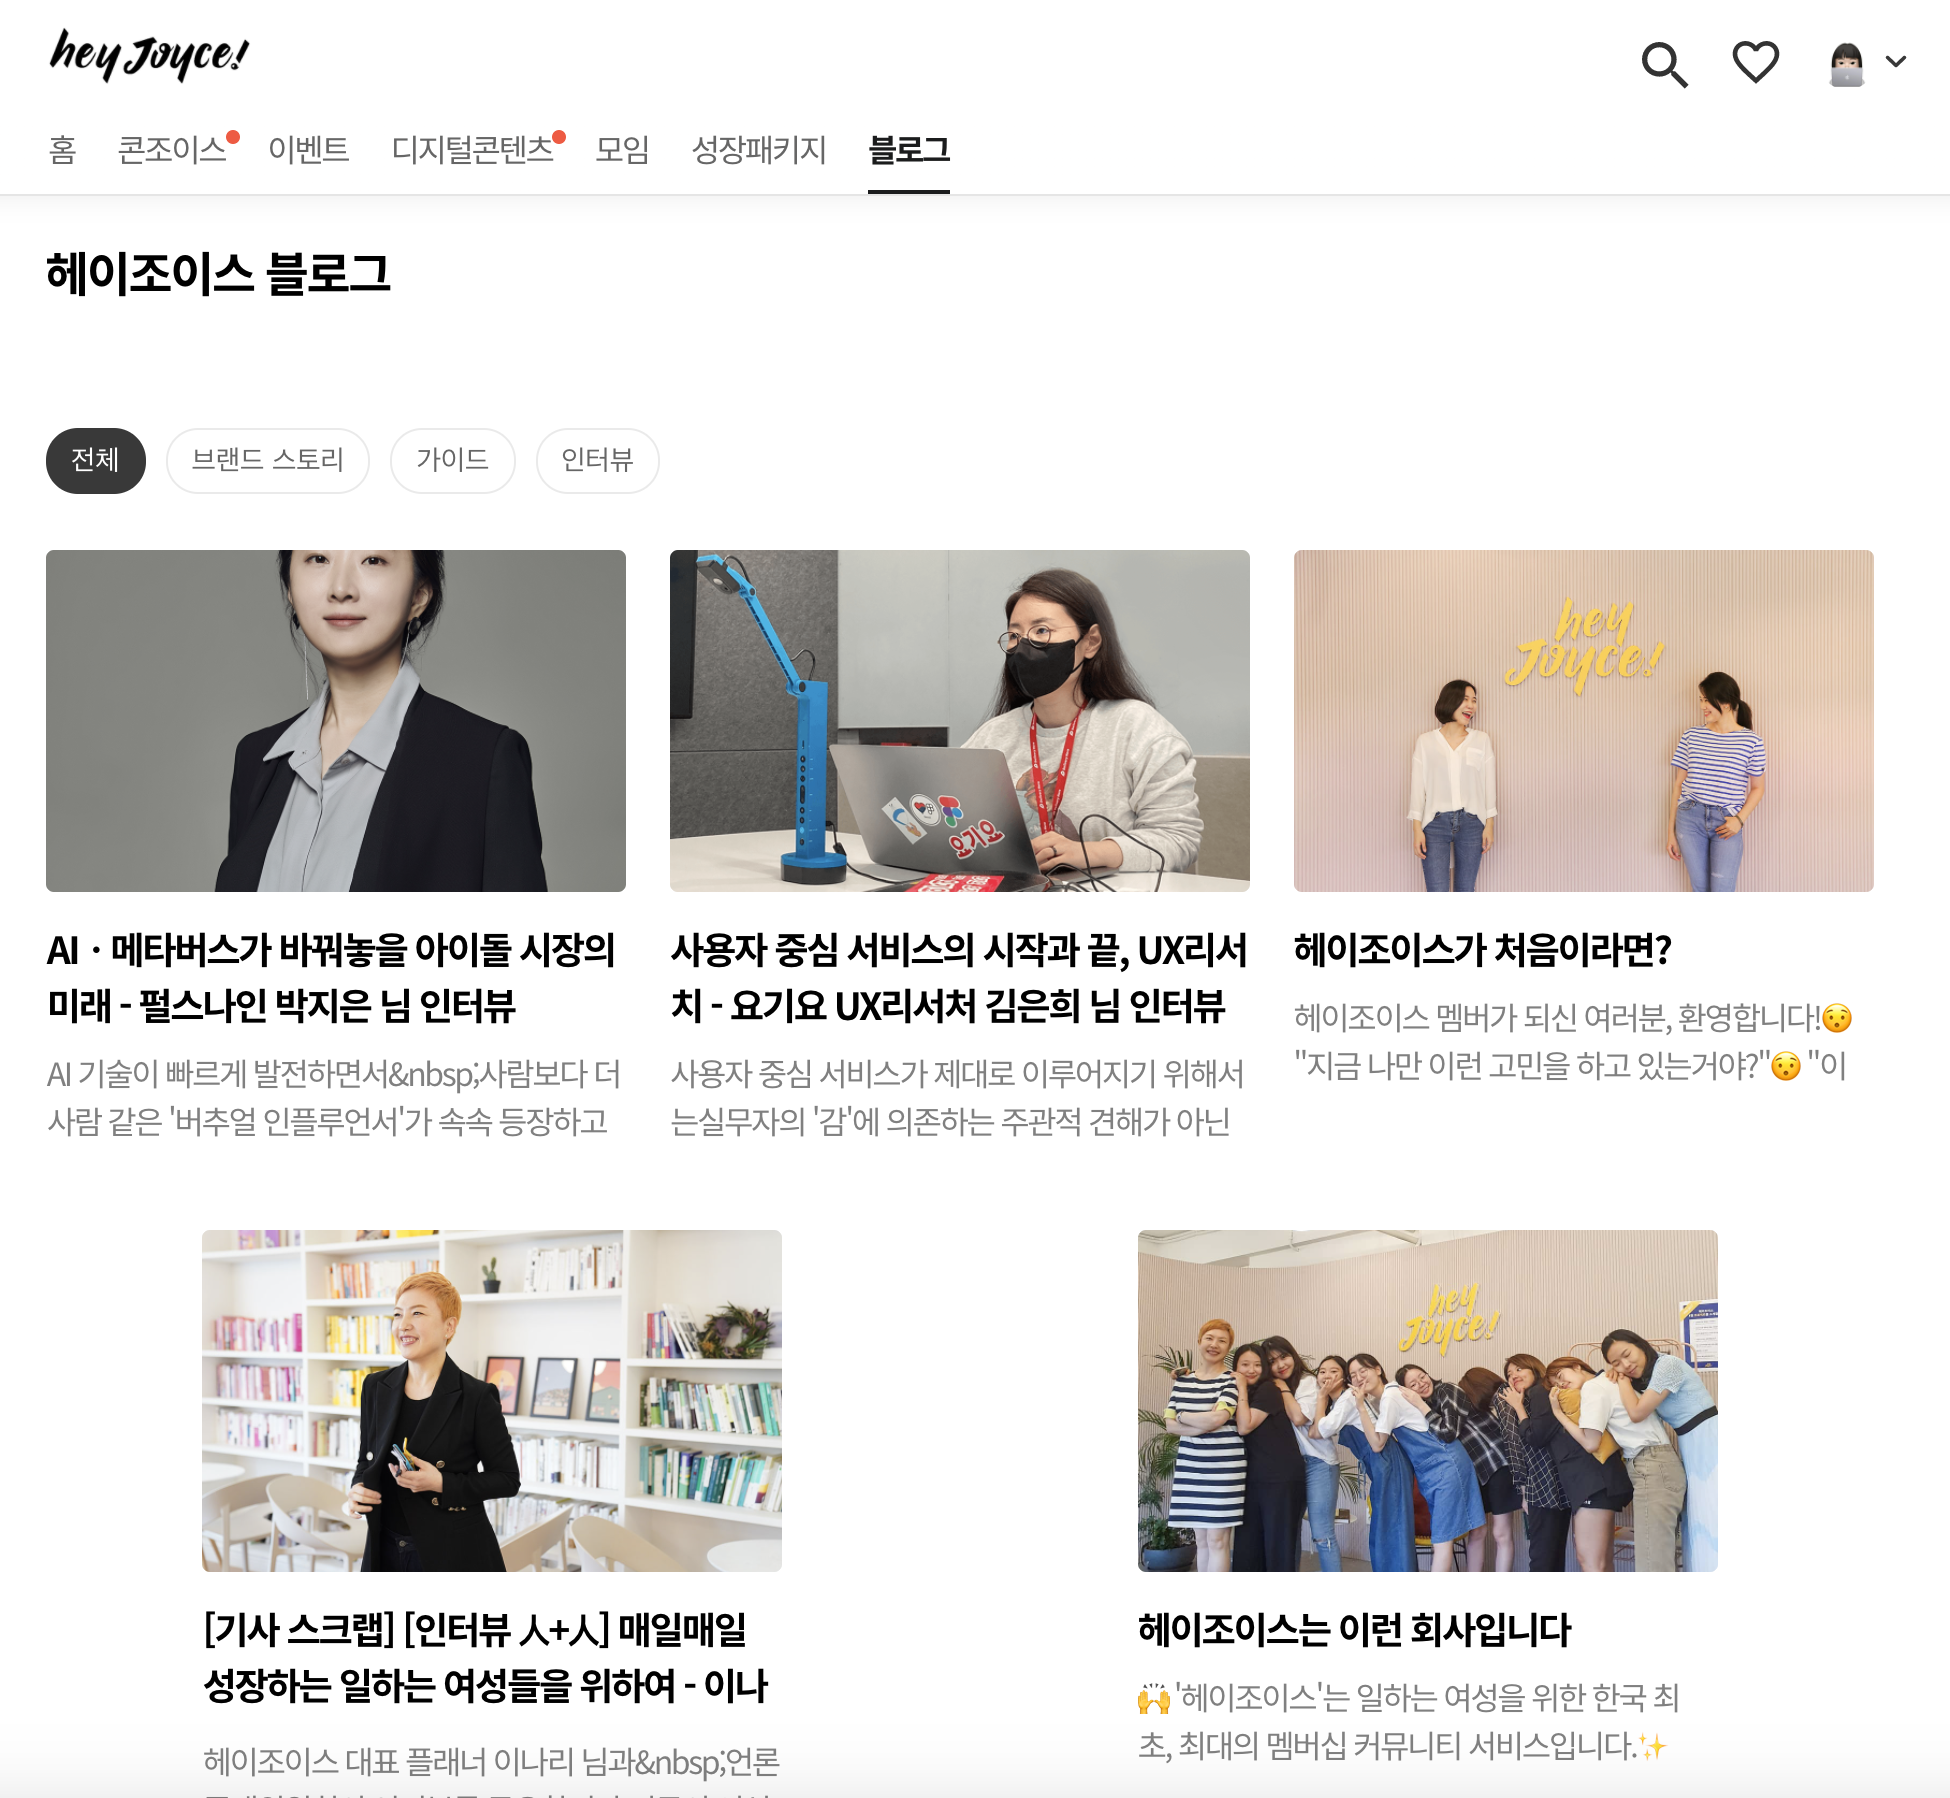 hey Joyce!
홈 콘조이스 이벤트 디지털콘텐츠 모임 성장패키지 블로그
헤이조이스 블로그
전체 브랜드 스토리 가이드 인터뷰
요기요
hey
Joyce!
AI · 메타버스가 바꿔놓을 아이돌 시장의
미래 - 펄스나인 박지은 님 인터뷰
AI 기술이 빠르게 발전하면서&nbsp;사람보다 더
사람 같은 '버추얼 인플루언서'가 속속 등장하고
사용자 중심 서비스의 시작과 끝, UX리서
치 - 요기요 UX리서처 김은희 님 인터뷰
사용자 중심 서비스가 제대로 이루어지기 위해서
는실무자의 '감'에 의존하는 주관적 견해가 아닌
헤이조이스가 처음이라면?
헤이조이스 멤버가 되신 여러분, 환영합니다!😯
"지금 나만 이런 고민을 하고 있는거야?"😯 "이
hey
Joyce!
[기사 스크랩] [인터뷰 人+人] 매일매일
성장하는 일하는 여성들을 위하여 - 이나
헤이조이스 대표 플래너 이나리 님과&nbsp;언론
헤이조이스는 이런 회사입니다
🙌 '헤이조이스'는 일하는 여성을 위한 한국 최
초, 최대의 멤버십 커뮤니티 서비스입니다.✨